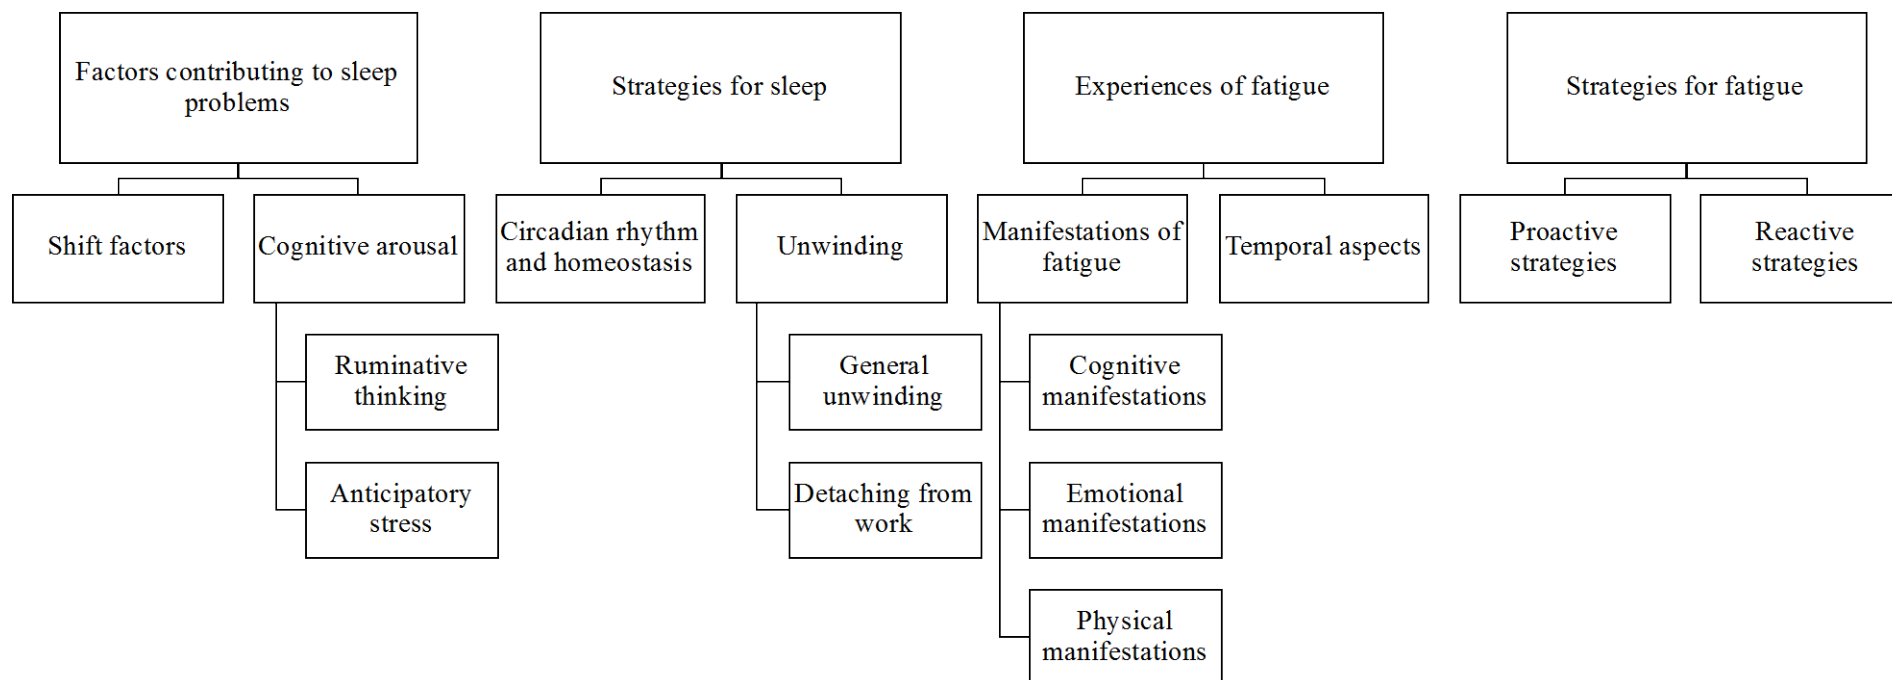 Factors contributing to sleep
problems
Strategies for sleep
Experiences of fatigue
Strategies for fatigue
Shift factors
Cognitive arousal
Circadian rhythm
and homeostasis
Unwinding
Manifestations of
fatigue
Temporal aspects
Proactive
strategies
Reactive
strategies
Ruminative
thinking
General
unwinding
Cognitive
manifestations
Anticipatory
stress
Detaching from
work
Emotional
manifestations
Physical
manifestations